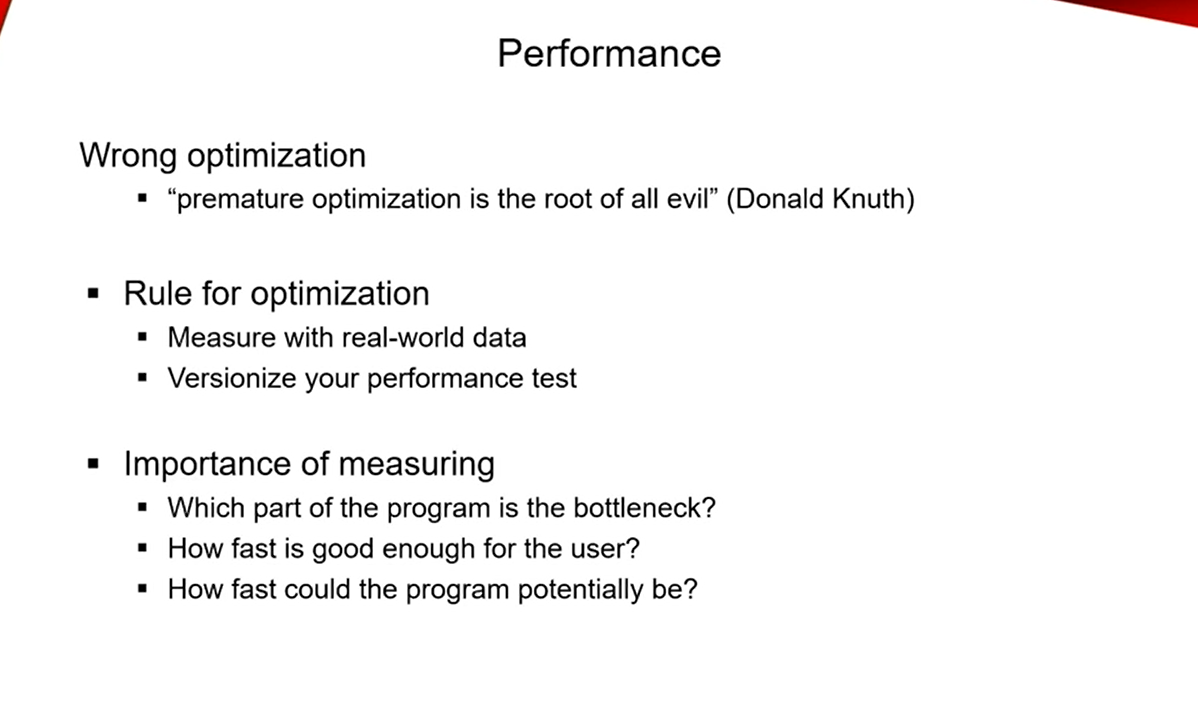 Performance
Wrong optimization
▪ “premature optimization is the root of all evil” (Donald Knuth)
▪ Rule for optimization
▪ Measure with real-world data
▪ Versionize your performance test
▪ Importance of measuring
▪ Which part of the program is the bottleneck?
▪ How fast is good enough for the user?
▪ How fast could the program potentially be?